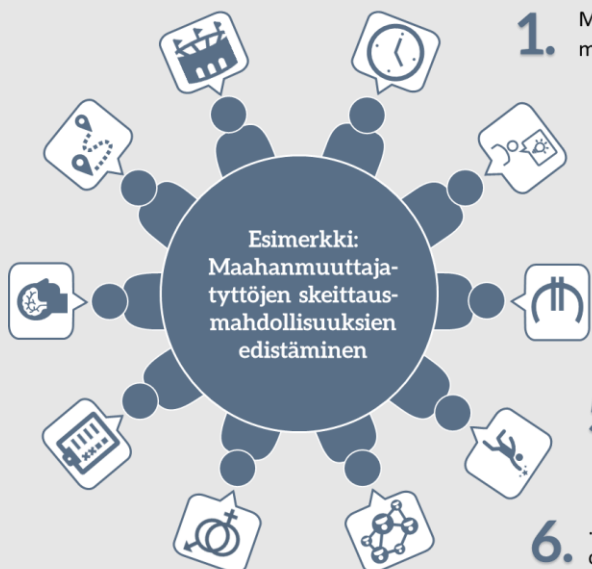 1.
M
m
Esimerkki:
Maahanmuuttaja-
tyttöjen skeittaus-
mahdollisuuksien
edistäminen
6.